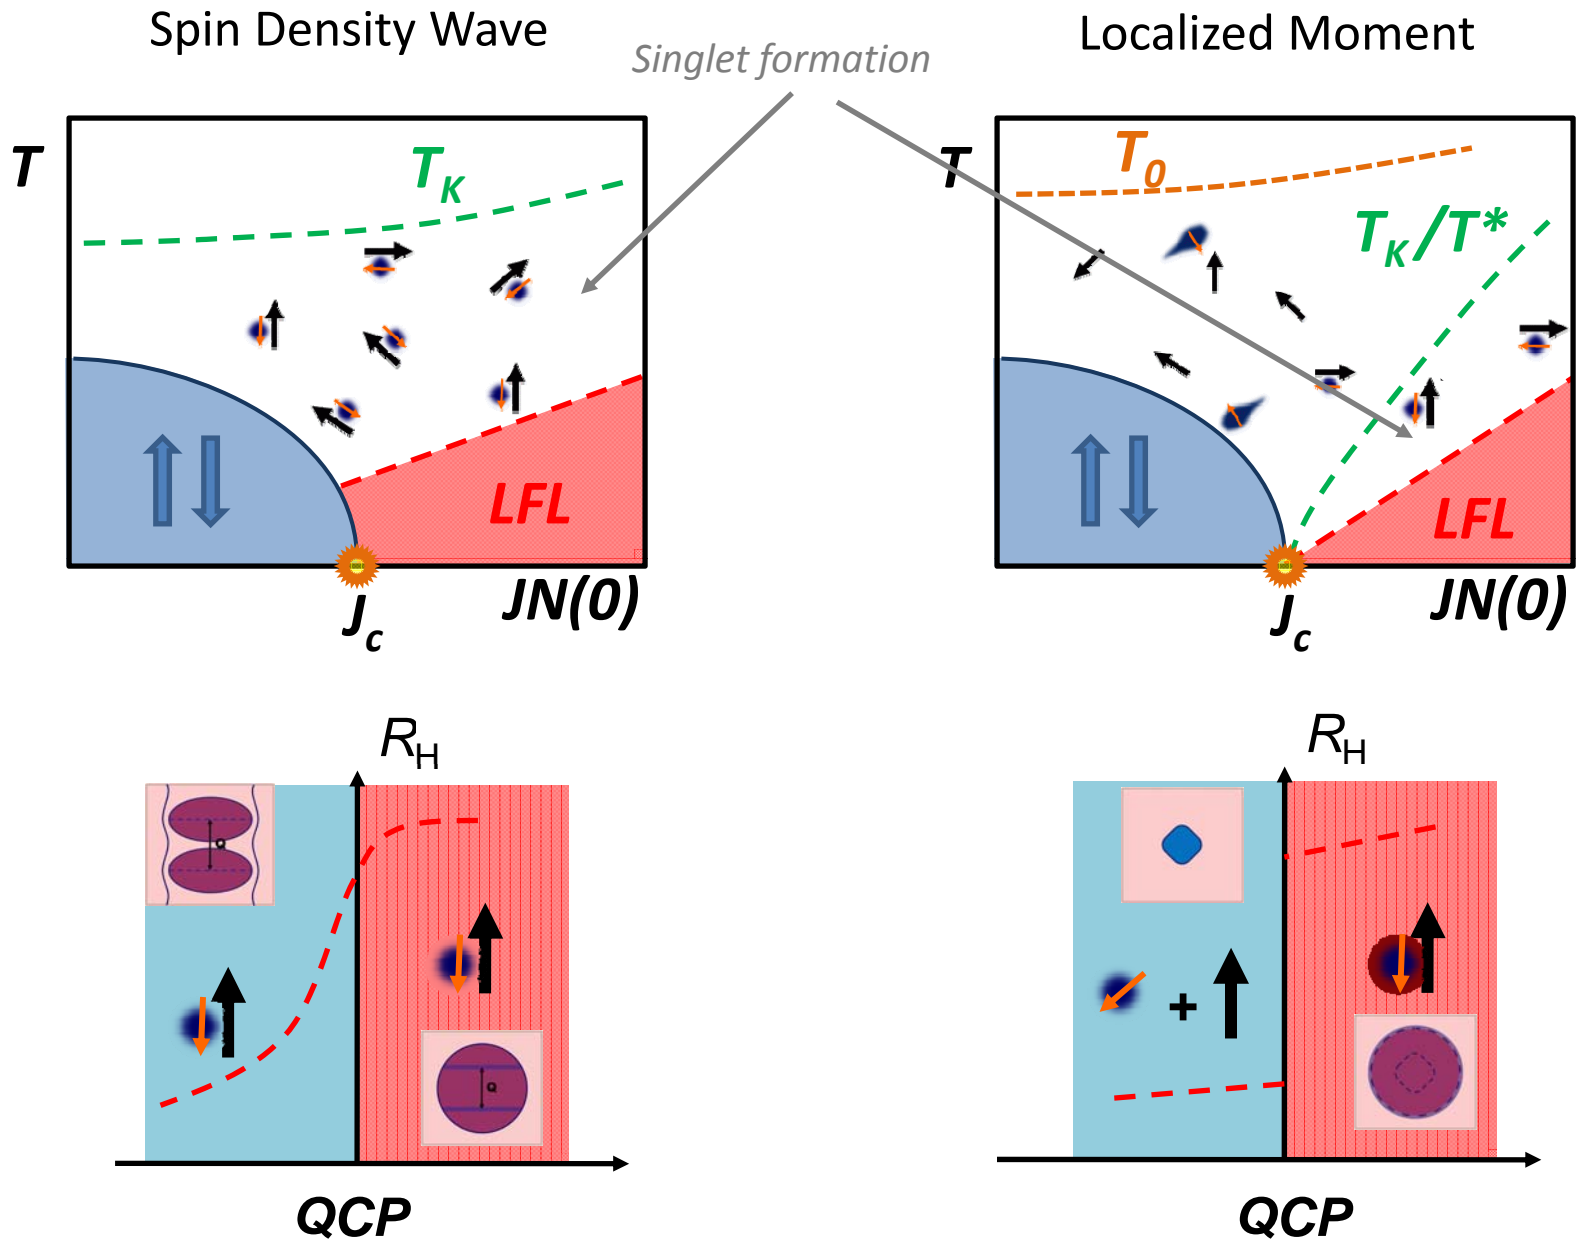 Spin Density Wave
Localized Moment
Singlet formation
T
T_K
LFL
J_c
JN(0)
T
T_0
T_K/T*
LFL
J_c
JN(0)
R_H
Q
Q
QCP
R_H
+
QCP